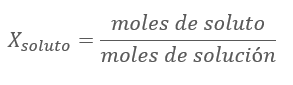 X_soluto = moles de soluto / moles de solución